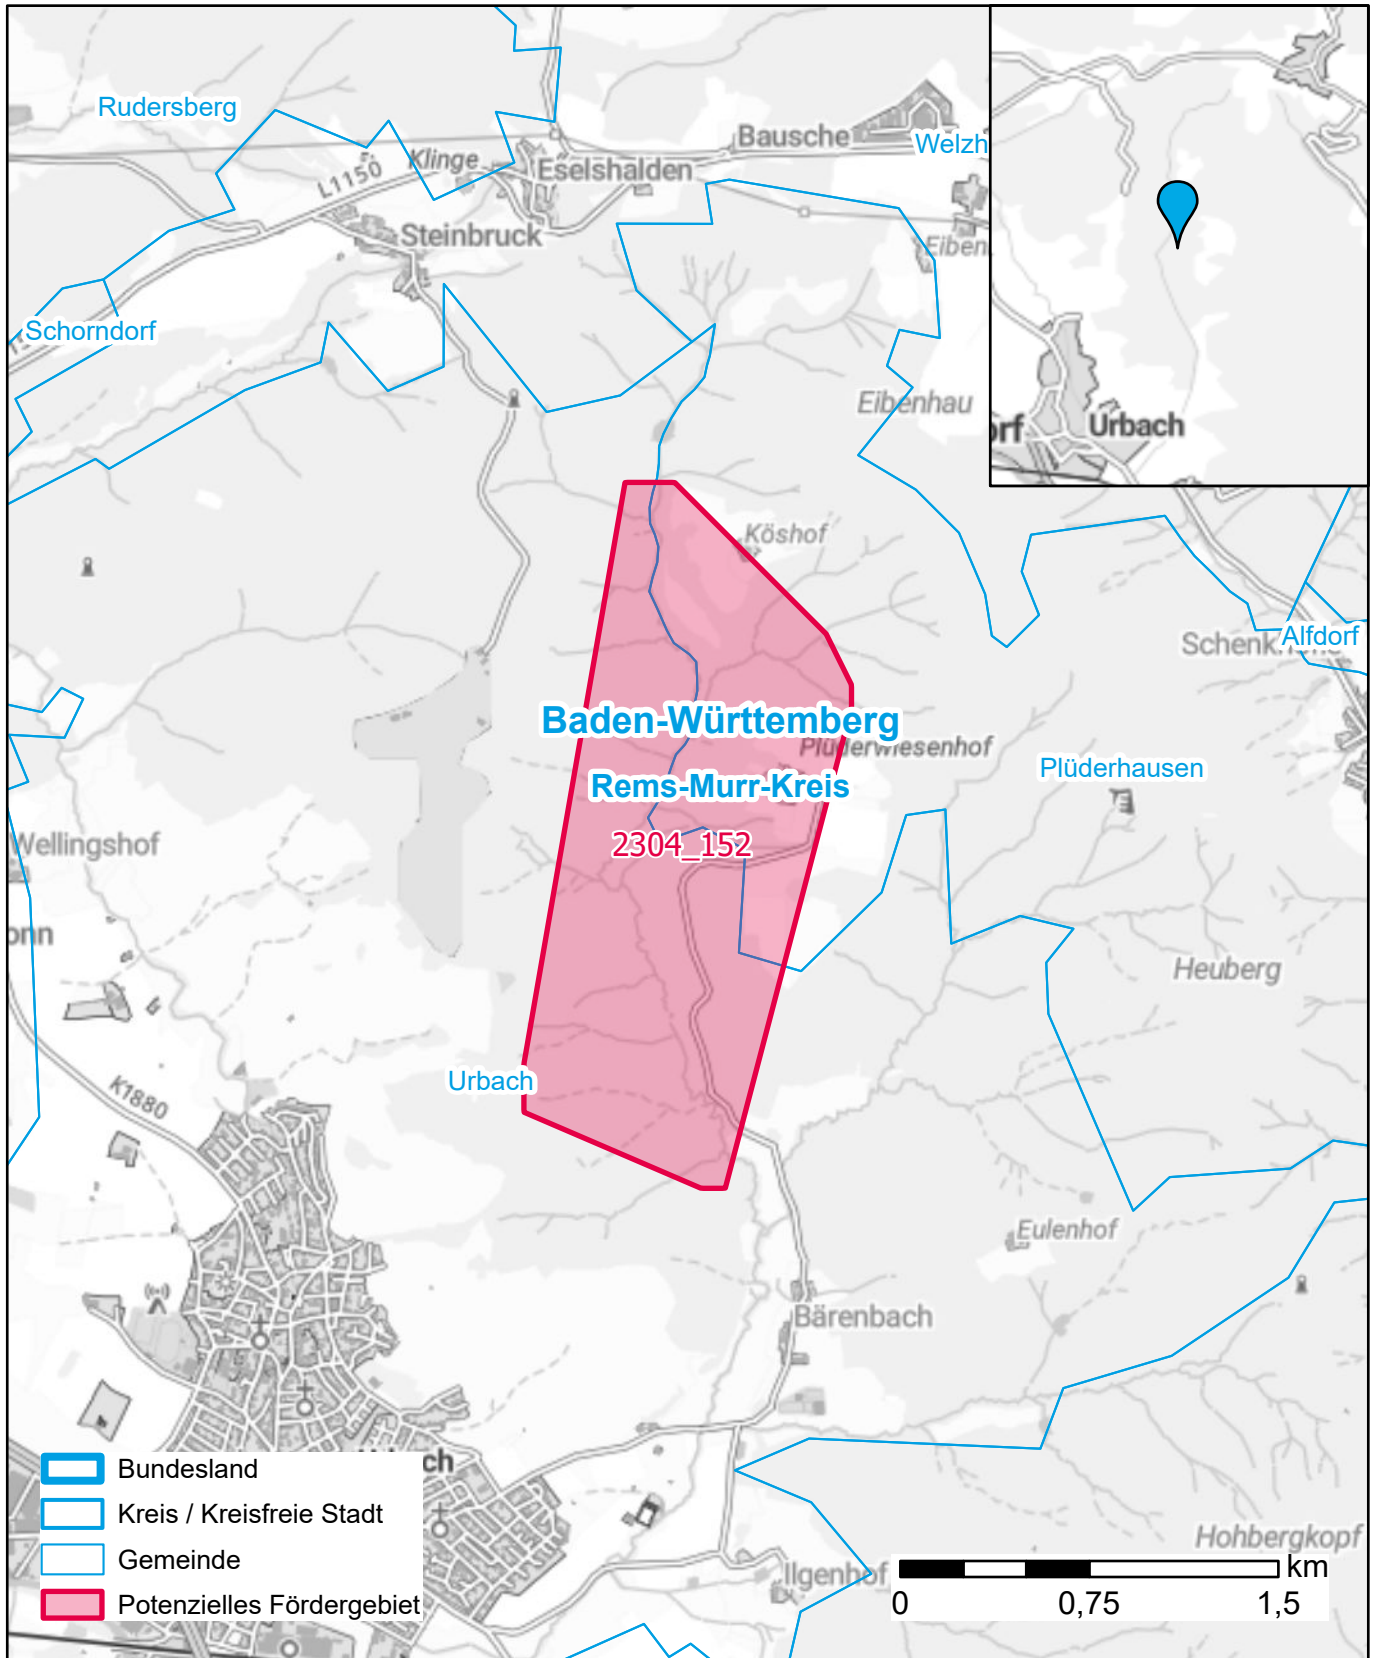 Rudersberg
Bausche
Welzh
Klinge
Eselshalden
L1150
Steinbruck
Eiben
Schorndorf
Eibenhau
orf
Urbach
Köshof
Alfdorf
Baden-Württemberg
Plüderwiesenhof
Rems-Murr-Kreis
Plüderhausen
2304_152
Wellingshof
onn
Heuberg
Urbach
K1880
Eulenhof
Bärenbach
ch
Bundesland
Kreis / Kreisfreie Stadt
Gemeinde
Potenzielles Fördergebiet
Hohbergkopf
Ilgenhof
km
0 0,75 1,5